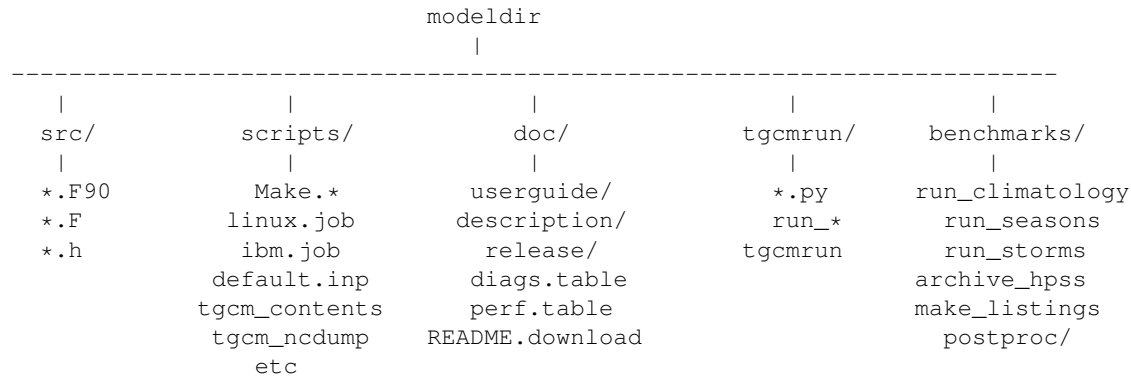 modeldir
|
-------------------------------------------------------------------------
| | | | |
src/ scripts/ doc/ tgcmrun/ benchmarks/
| | | | |
*.F90 Make.* userguide/ *.py run_climatology
*.F linux.job description/ run_* run_seasons
*.h ibm.job release/ tgcmrun run_storms
default.inp diags.table archive_hpss
tgcm_contents perf.table make_listings
tgcm_ncdump README.download postproc/
etc